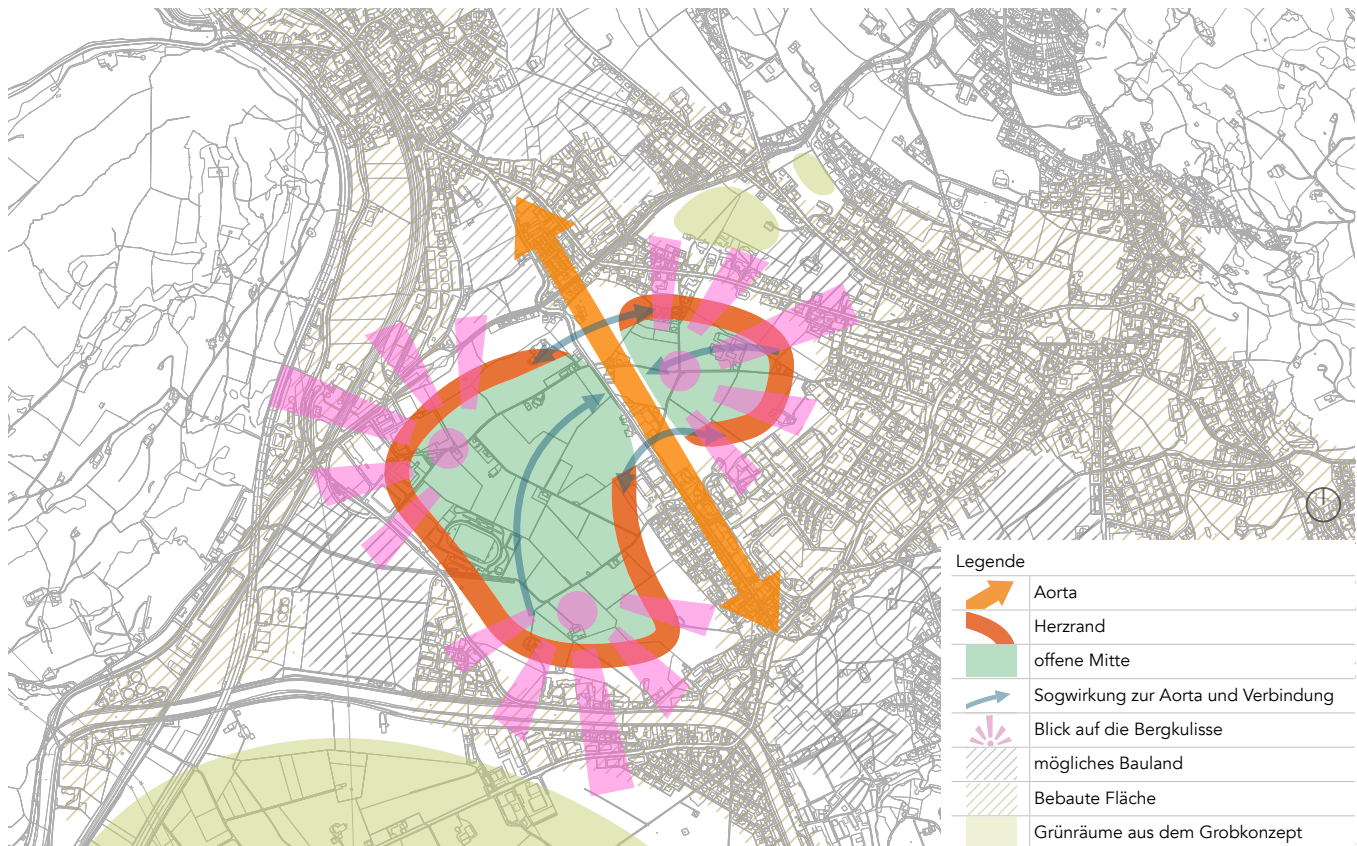 Legende
Aorta
Herzrand
offene Mitte
Sogwirkung zur Aorta und Verbindung
Blick auf die Bergkulisse
mögliches Bauland
Bebaute Fläche
Grünräume aus dem Grobkonzept